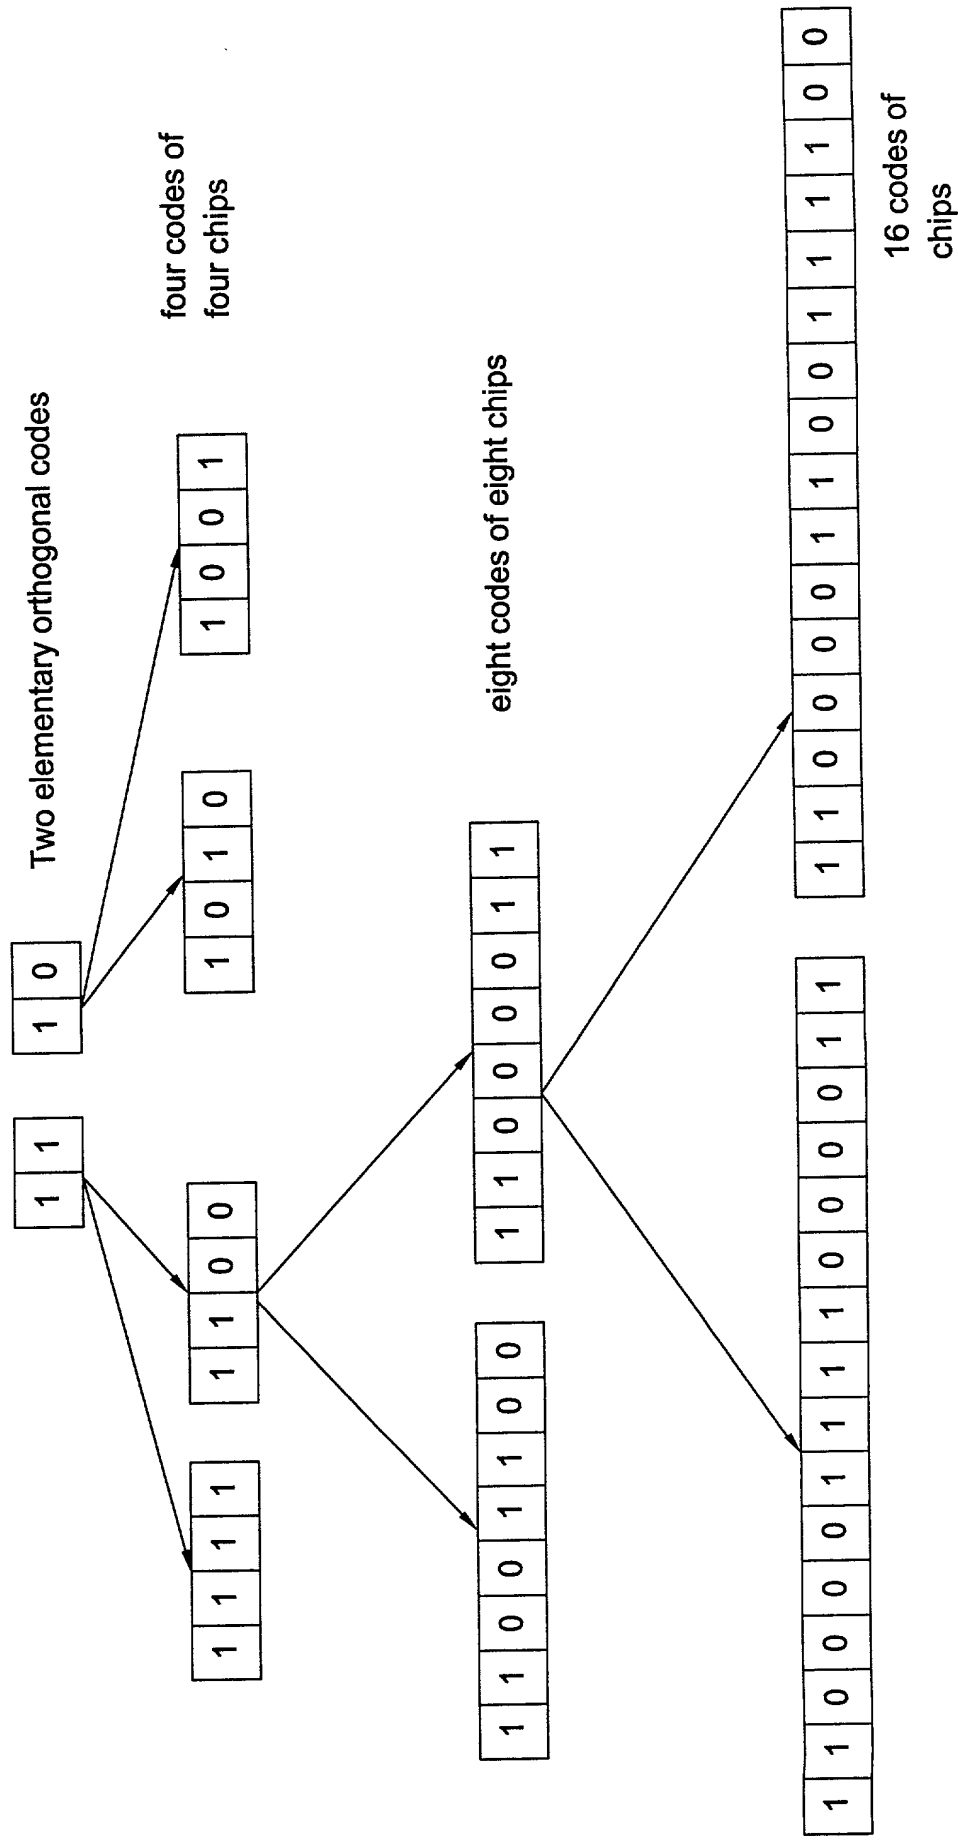 Two elementary orthogonal codes
1 1
1 0
four codes of
four chips
1 1 1 1
1 1 0 0
1 0 1 0
1 0 0 1
eight codes of eight chips
1 1 0 0 1 1 0 0
1 1 0 0 0 0 1 1
1 1 0 0 0 0 1 1 1 1 0 0 0 0 1 1
1 1 0 0 0 0 1 1 0 0 1 1 1 1 0 0
16 codes of
chips